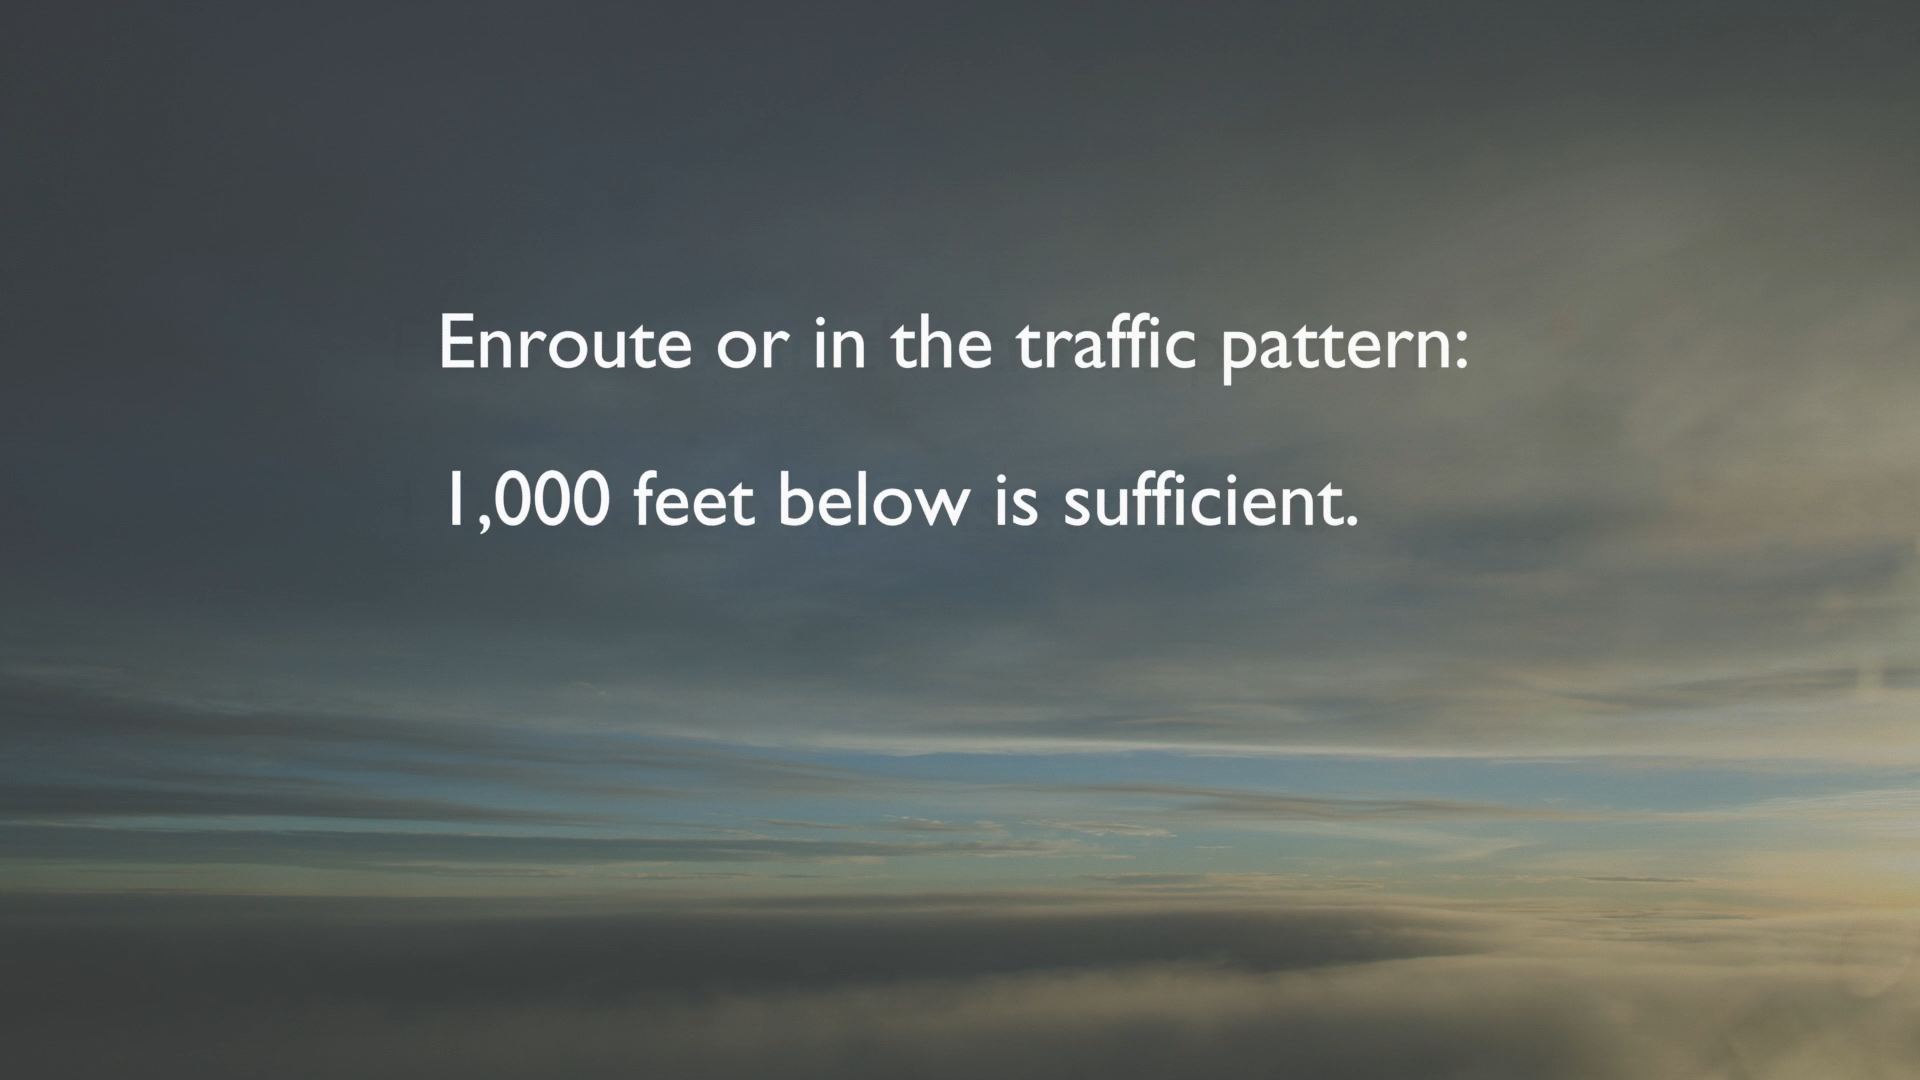 Enroute or in the traffic pattern:
1,000 feet below is sufficient.